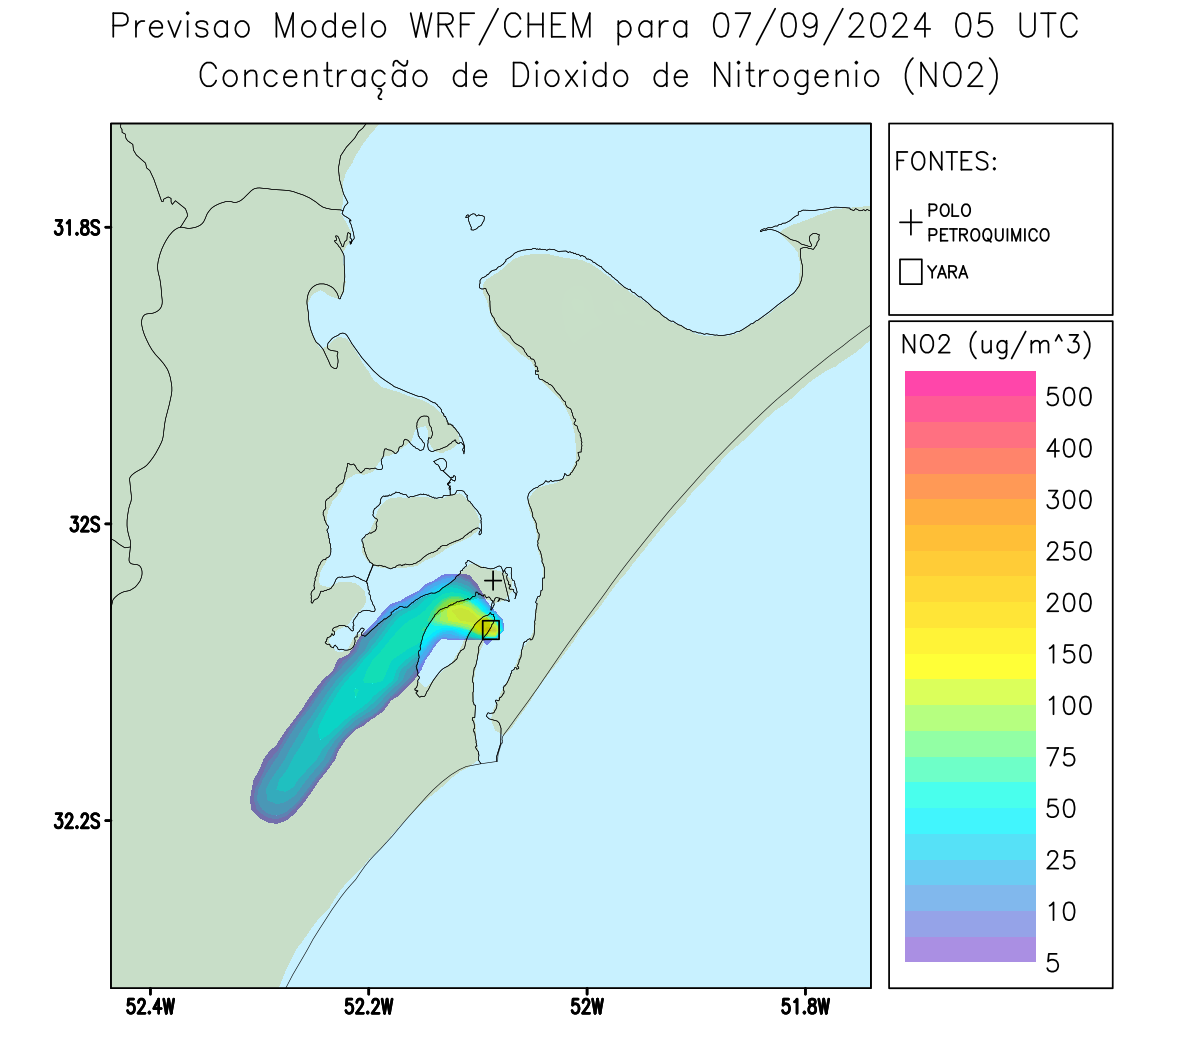 Previsao Modelo WRF/CHEM para 07/09/2024 05 UTC
Concentração de Dioxido de Nitrogenio (NO2)
FONTES:
POLO
PETROQUIMICO
YARA
NO2 (ug/m^3)
500
400
300
250
200
150
100
75
50
25
10
5
31.8S
32S
32.2S
52.4W
52.2W
52W
51.8W